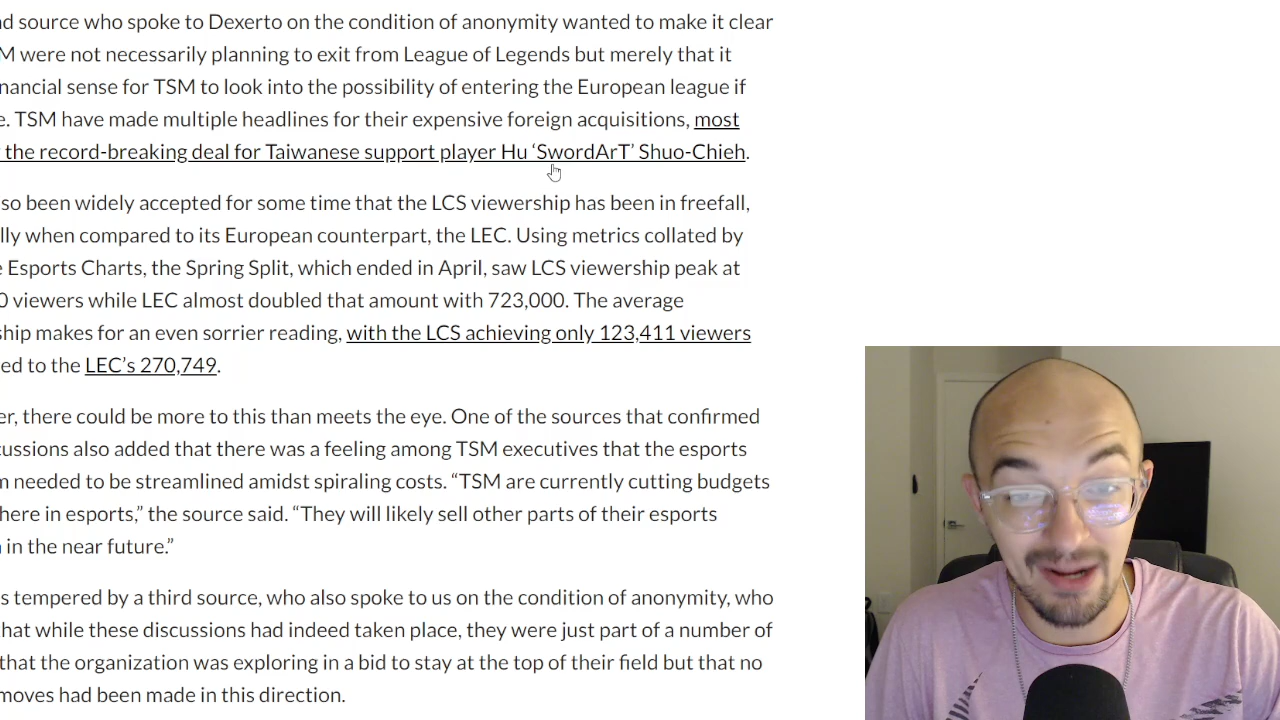 source who spoke to Dexerto on the condition of anonymity wanted to make it clear
M were not necessarily planning to exit from League of Legends but merely that it
nancial sense for TSM to look into the possibility of entering the European league if
e. TSM have made multiple headlines for their expensive foreign acquisitions, most
the record-breaking deal for Taiwanese support player Hu ‘SwordArT’ Shuo-Chieh.
so been widely accepted for some time that the LCS viewership has been in freefall,
lly when compared to its European counterpart, the LEC. Using metrics collated by
e Esports Charts, the Spring Split, which ended in April, saw LCS viewership peak at
0 viewers while LEC almost doubled that amount with 723,000. The average
ship makes for an even sorrier reading, with the LCS achieving only 123,411 viewers
ed to the LEC’s 270,749.
er, there could be more to this than meets the eye. One of the sources that confirmed
cussions also added that there was a feeling among TSM executives that the esports
m needed to be streamlined amidst spiraling costs. “TSM are currently cutting budgets
here in esports,” the source said. “They will likely sell other parts of their esports
in the near future.”
s tempered by a third source, who also spoke to us on the condition of anonymity, who
that while these discussions had indeed taken place, they were just part of a number of
that the organization was exploring in a bid to stay at the top of their field but that no
moves had been made in this direction.